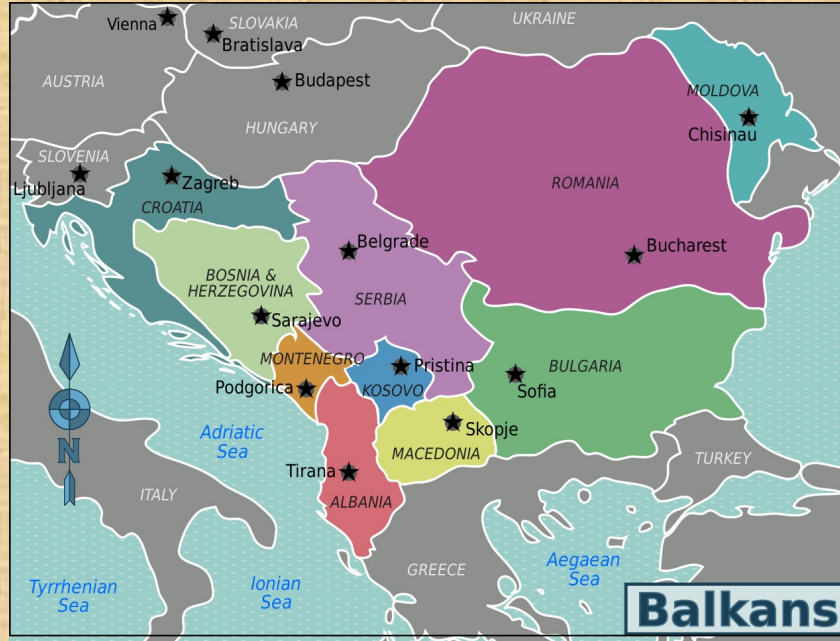 UKRAINE
Vienna
SLOVAKIA
Bratislava
AUSTRIA
Budapest
MOLDOVA
HUNGARY
Chisinau
SLOVENIA
Ljubljana
Zagreb
ROMANIA
CROATIA
Belgrade
Bucharest
BOSNIA &
HERZEGOVINA
SERBIA
Sarajevo
MONTENEGRO
Pristina
BULGARIA
Podgorica
KOSOVO
Sofia
Adriatic
Sea
Skopje
N
MACEDONIA
TURKEY
Tirana
ITALY
ALBANIA
Tyrrhenian
Sea
Ionian
Sea
GREECE
Aegaean
Sea
Balkans